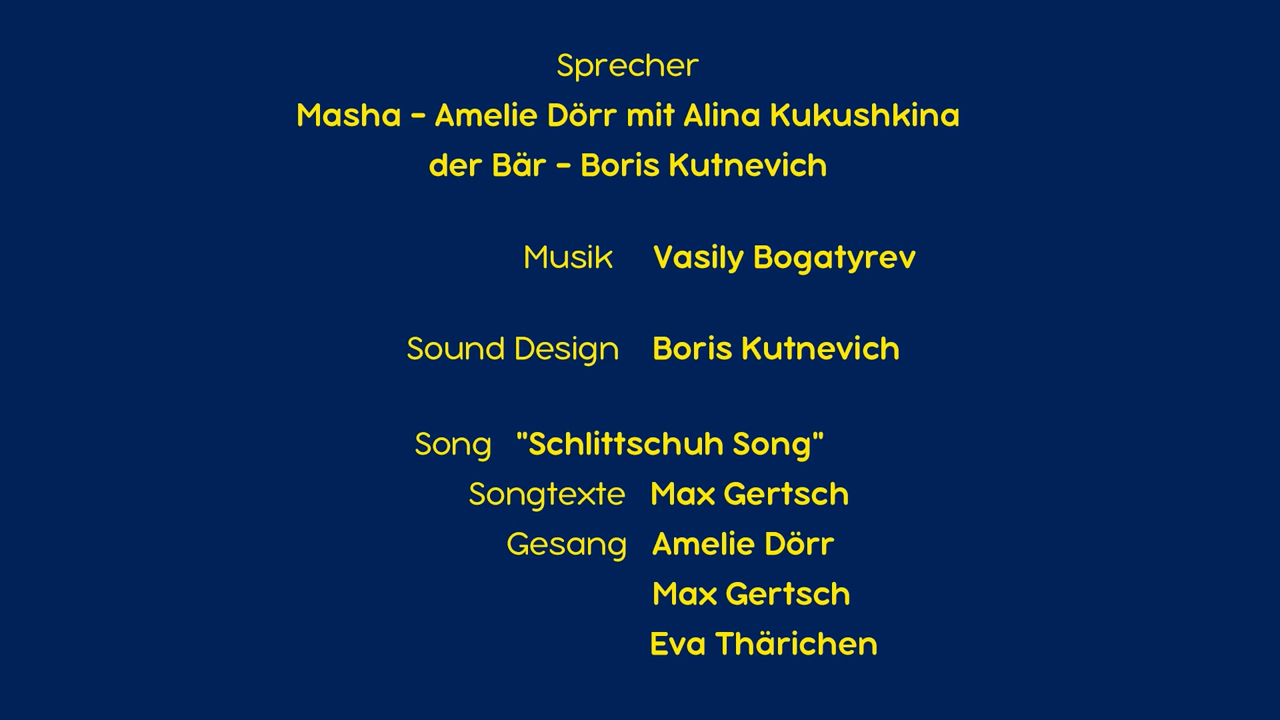 Sprecher
Masha - Amelie Dörr mit Alina Kukushkina
der Bär - Boris Kutnevich
Musik Vasily Bogatyrev
Sound Design Boris Kutnevich
Song "Schlittschuh Song"
Songtexte Max Gertsch
Gesang Amelie Dörr
Max Gertsch
Eva Thärichen